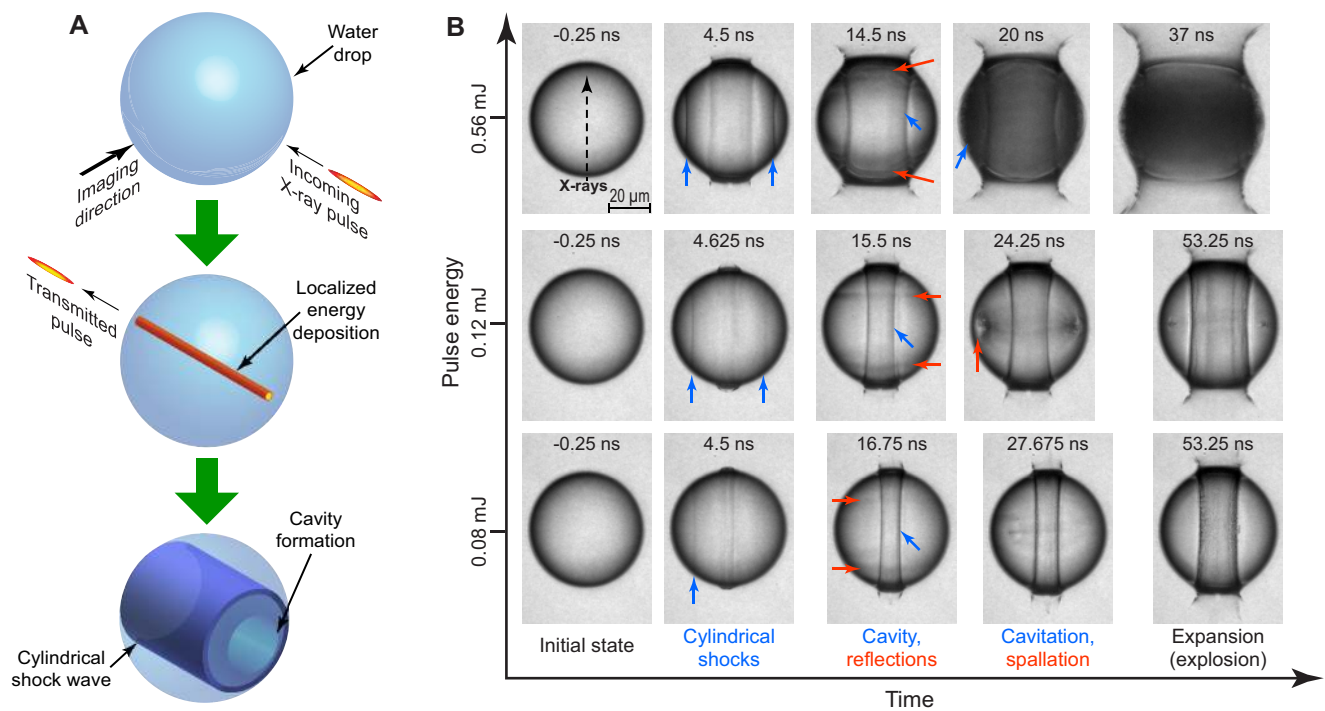 A
Water
drop
Imaging
direction
Incoming
X-ray pulse
Transmitted
pulse
Localized
energy
deposition
Cavity
formation
Cylindrical
shock wave
B
Pulse energy
0.56 mJ
-0.25 ns
4.5 ns
14.5 ns
20 ns
37 ns
X-rays
20 µm
0.12 mJ
-0.25 ns
4.625 ns
15.5 ns
24.25 ns
53.25 ns
0.08 mJ
-0.25 ns
4.5 ns
16.75 ns
27.675 ns
53.25 ns
Initial state
Cylindrical
shocks
Cavity,
reflections
Cavitation,
spallation
Expansion
(explosion)
Time